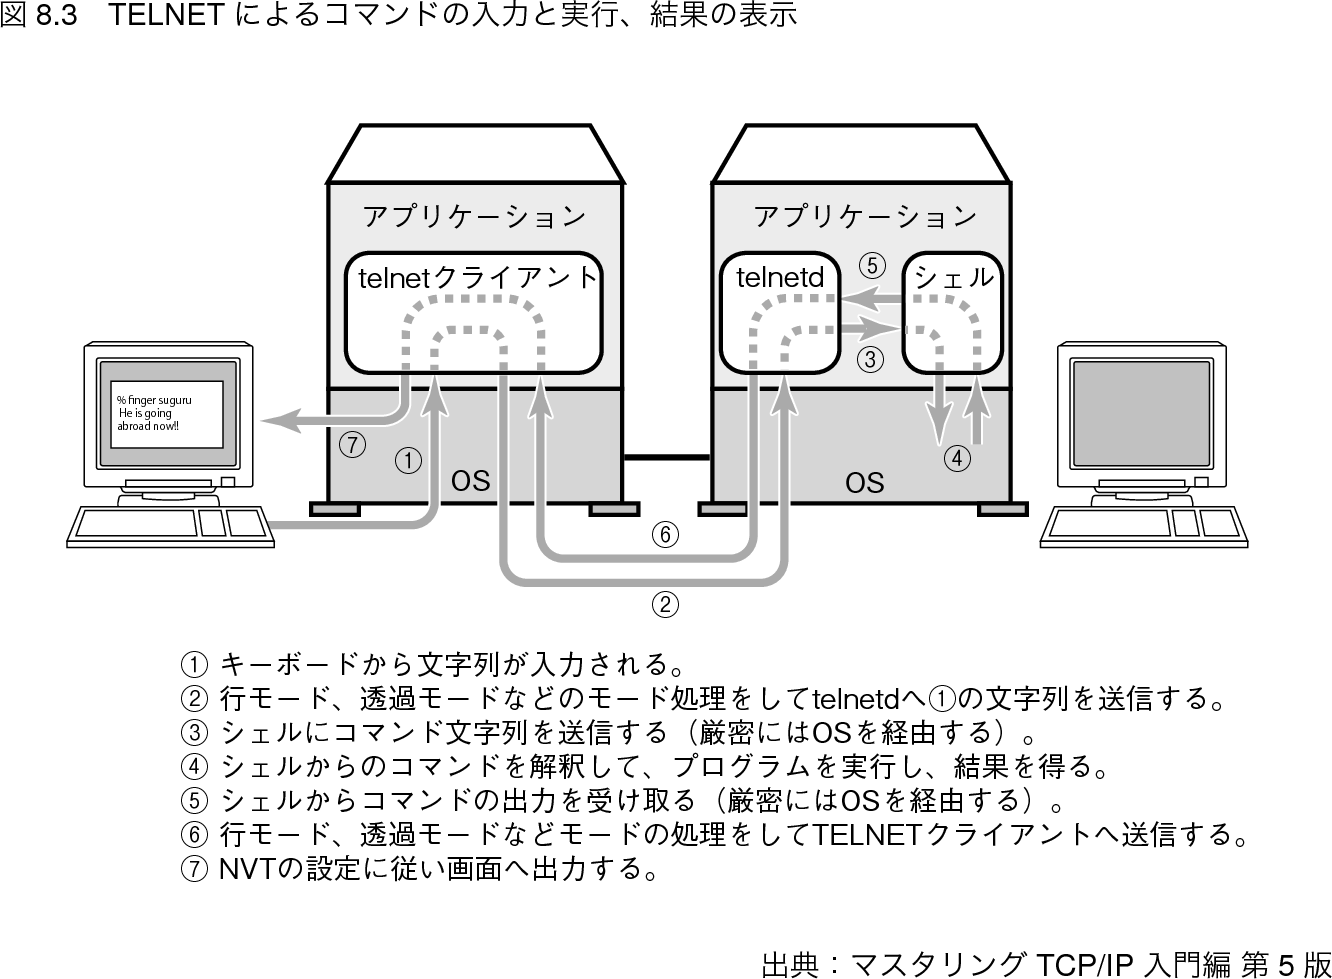 図 8.3　TELNET によるコマンドの入力と実行、結果の表示
アプリケーション
アプリケーション
telnetクライアント
telnetd
⑤
シェル
③
% finger suguru
He is going
abroad now!!
⑦
①
④
OS
OS
⑥
②
① キーボードから文字列が入力される。
② 行モード、透過モードなどのモード処理をしてtelnetdへ①の文字列を送信する。
③ シェルにコマンド文字列を送信する（厳密にはOSを経由する）。
④ シェルからのコマンドを解釈して、プログラムを実行し、結果を得る。
⑤ シェルからコマンドの出力を受け取る（厳密にはOSを経由する）。
⑥ 行モード、透過モードなどモードの処理をしてTELNETクライアントへ送信する。
⑦ NVTの設定に従い画面へ出力する。
出典：マスタリング TCP/IP 入門編 第 5 版